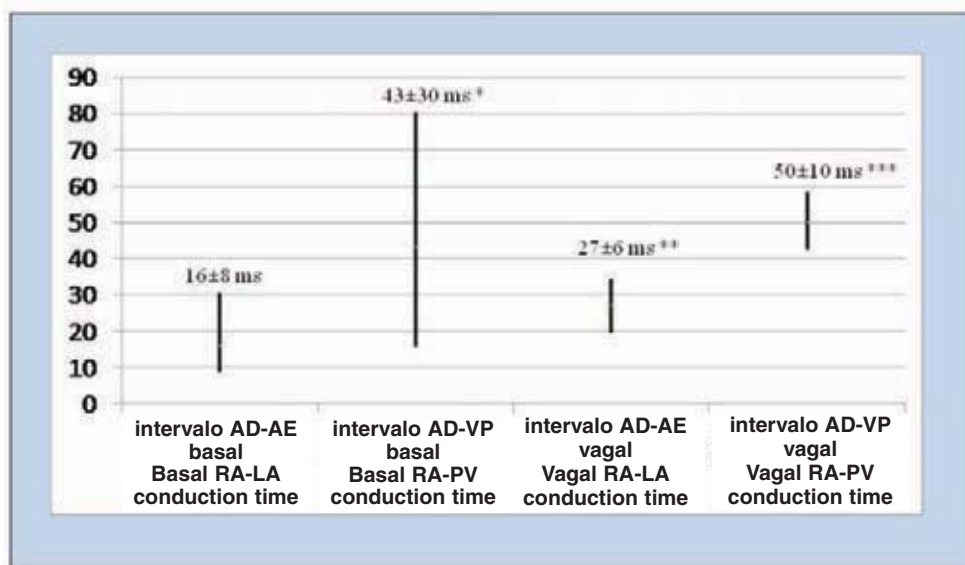 90
80
70
60
50
40
30
20
10
0
16±8 ms
43±30 ms *
27±6 ms **
50±10 ms ***
intervalo AD-AE
basal
Basal RA-LA
conduction time
intervalo AD-VP
basal
Basal RA-PV
conduction time
intervalo AD-AE
vagal
Vagal RA-LA
conduction time
intervalo AD-VP
vagal
Vagal RA-PV
conduction time